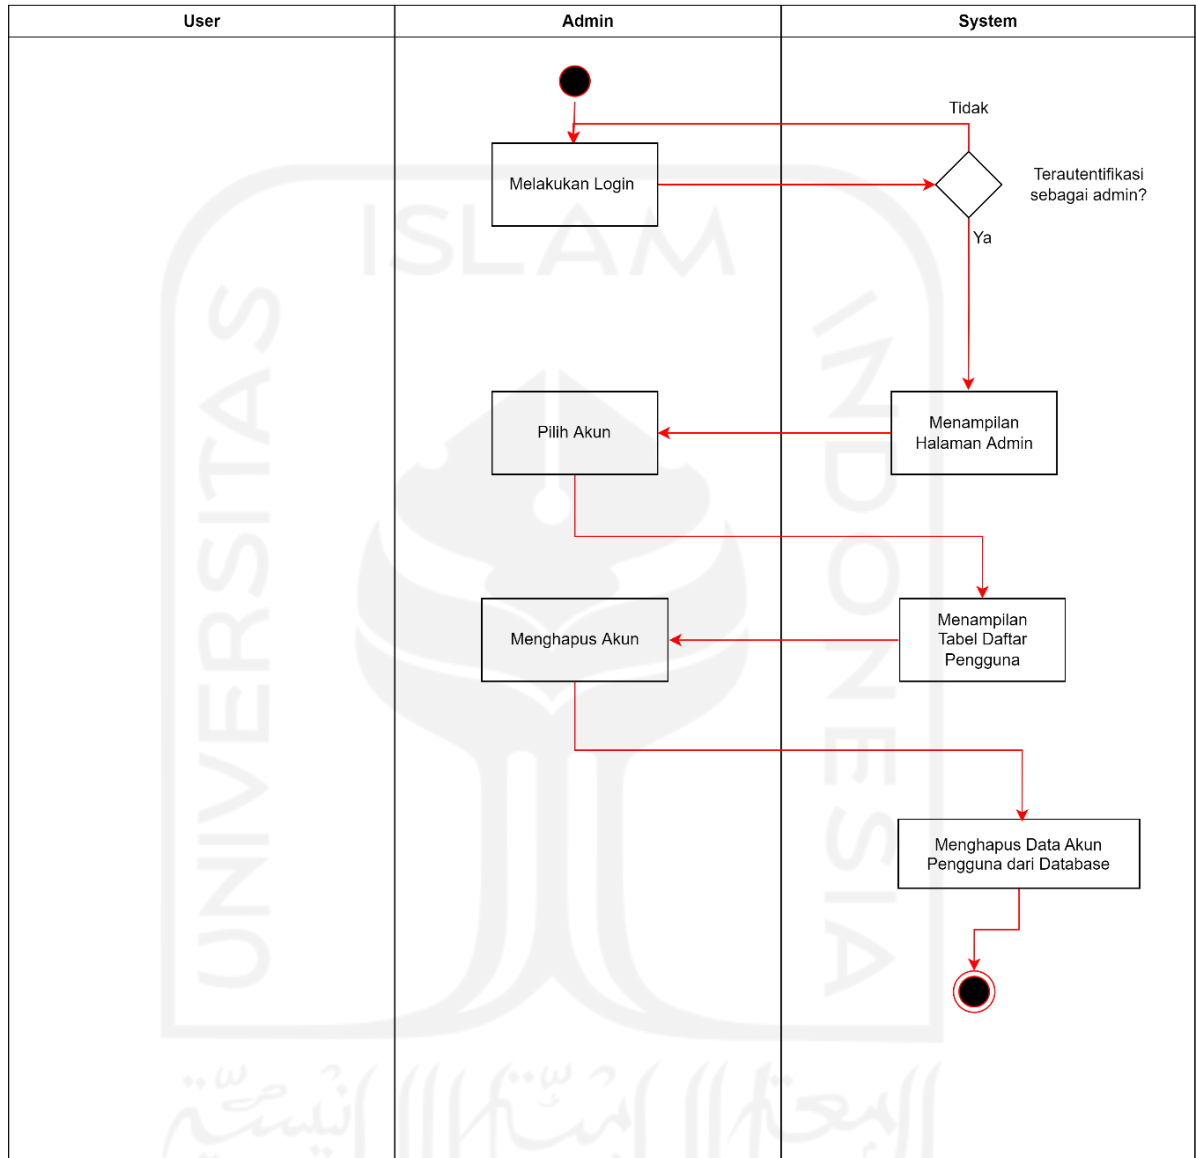 User
Admin
System
Tidak
Melakukan Login
Terautentifikasi
sebagai admin?
Ya
ISLAM
UNIVERSITAS
INDONESIA
Pilih Akun
Menampilan
Halaman Admin
Menghapus Akun
Menampilan
Tabel Daftar
Pengguna
Menghapus Data Akun
Pengguna dari Database